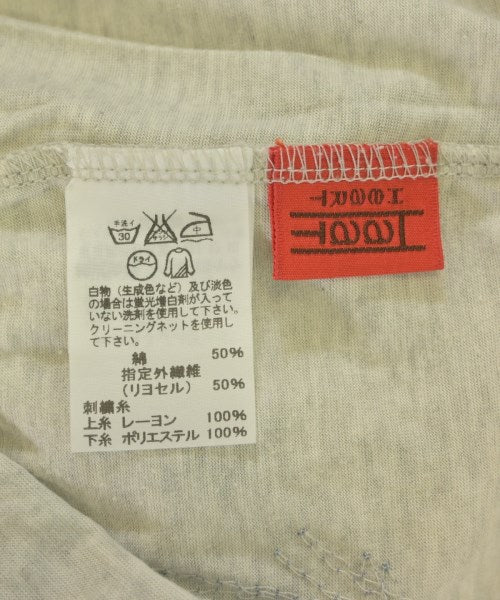 手洗イ
30
サラシ
中
ドライ
白物（生成色など）及び淡色
の場合は蛍光増白剤が入って
いない洗剤を使用して下さい。
クリーニングネットを使用して
下さい。
綿 50％
指定外繊維
（リヨセル） 50％
刺繍糸
上糸 レーヨン 100％
下糸 ポリエステル 100％